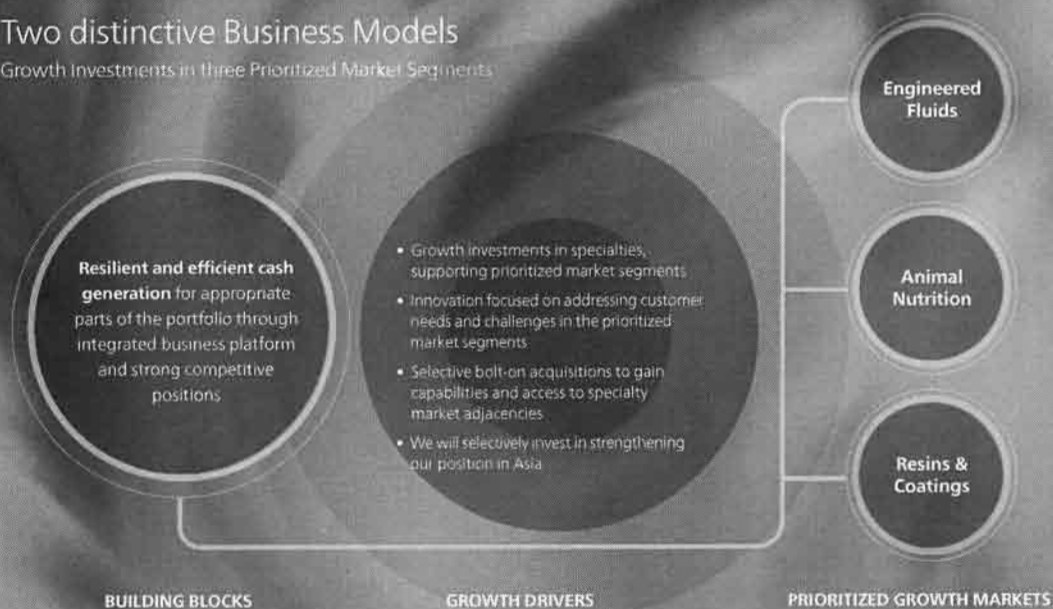 Two distinctive Business Models
Growth Investments in three Prioritized Market Segments
Resilient and efficient cash
generation for appropriate
parts of the portfolio through
integrated business platform
and strong competitive
positions
• Growth investments in specialties,
supporting prioritized market segments
• Innovation focused on addressing customer
needs and challenges in the prioritized
market segments
• Selective bolt-on acquisitions to gain
capabilities and access to specialty
market adjacencies
• We will selectively invest in strengthening
our position in Asia
Engineered
Fluids
Animal
Nutrition
Resins &
Coatings
BUILDING BLOCKS
GROWTH DRIVERS
PRIORITIZED GROWTH MARKETS